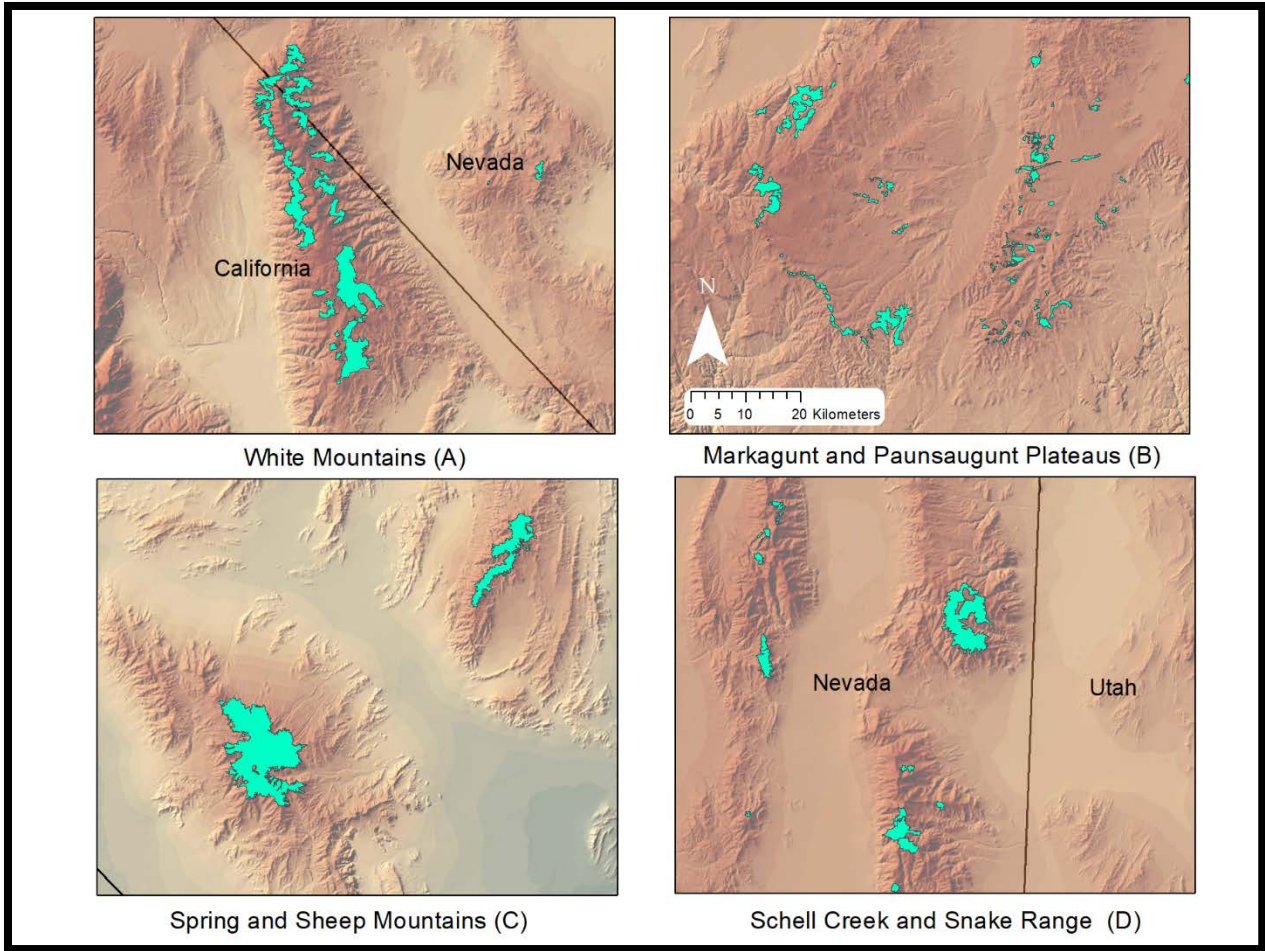 Nevada
California
White Mountains (A)
N
0 5 10 20 Kilometers
Markagunt and Paunsaugunt Plateaus (B)
Spring and Sheep Mountains (C)
Nevada
Utah
Schell Creek and Snake Range (D)